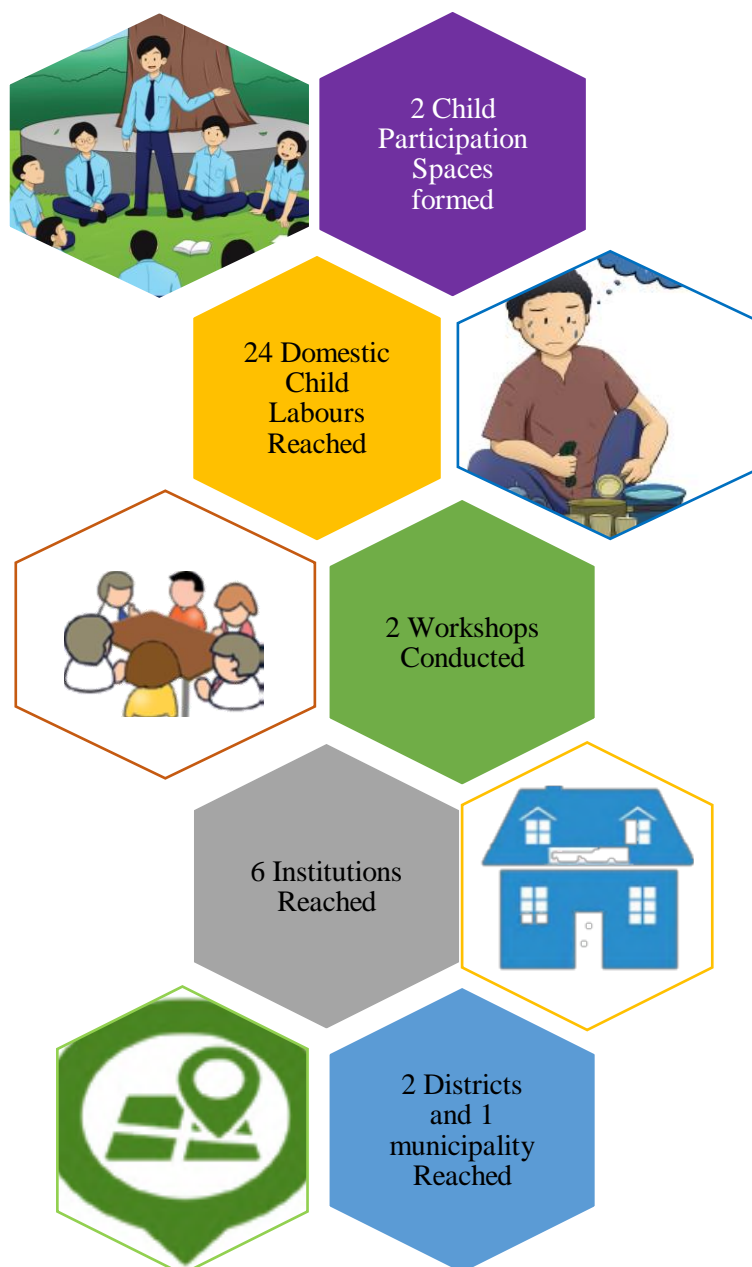 2 Child
Participation
Spaces
formed
24 Domestic
Child
Labours
Reached
2 Workshops
Conducted
6 Institutions
Reached
2 Districts
and 1
municipality
Reached